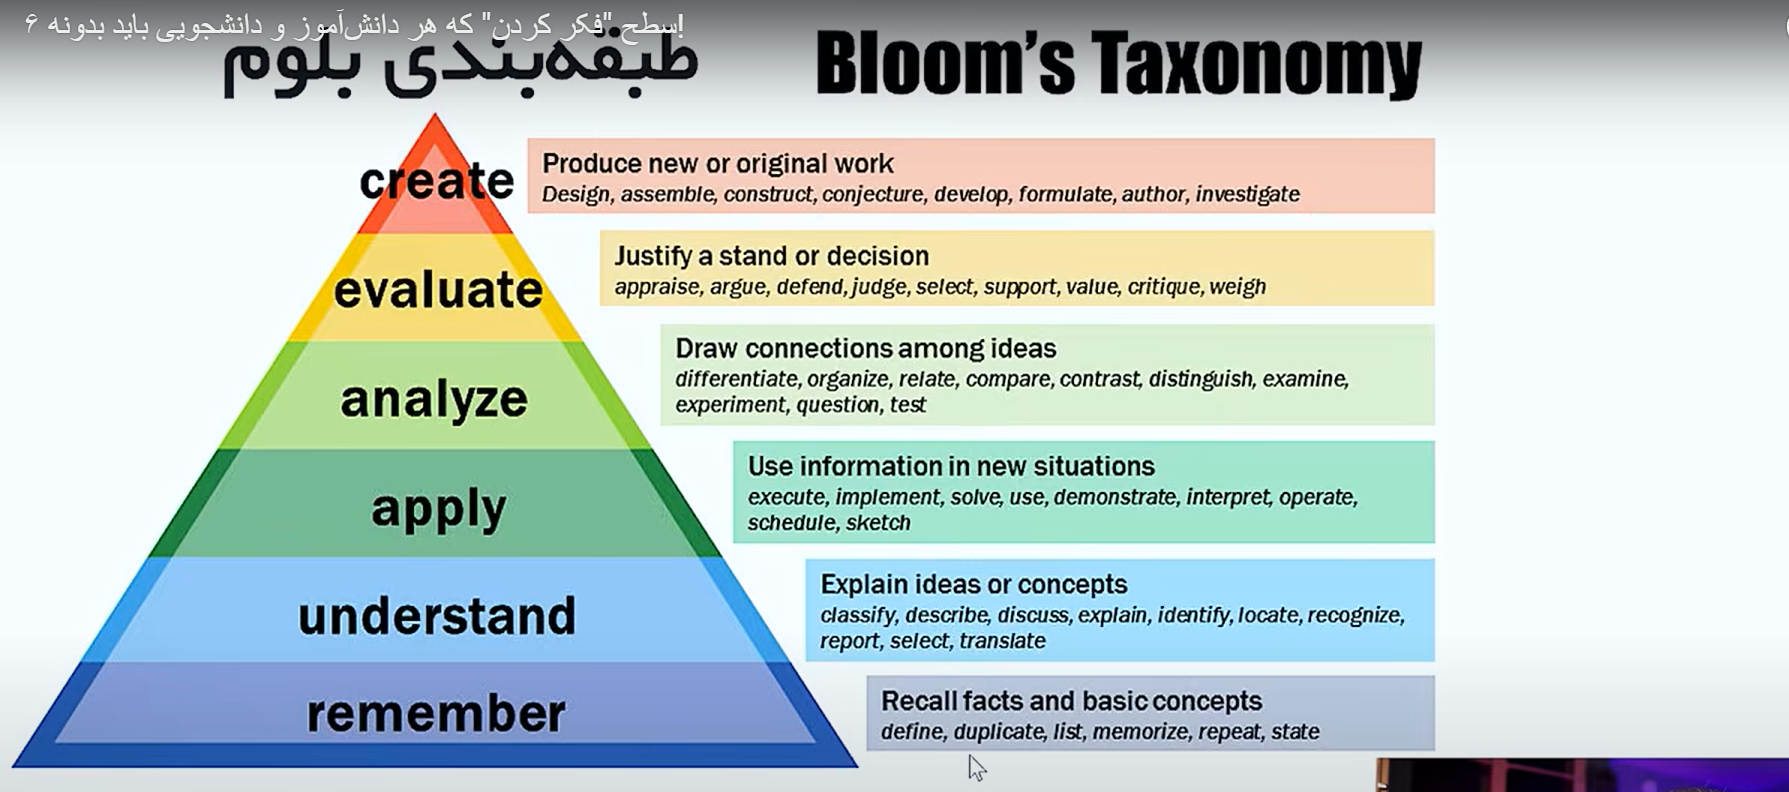 ۶ سطح "فکر کردن" که هر دانش‌آموز و دانشجویی باید بدونه!
طبقه‌بندی بلوم
Bloom's Taxonomy
create
Produce new or original work
Design, assemble, construct, conjecture, develop, formulate, author, investigate
evaluate
Justify a stand or decision
appraise, argue, defend, judge, select, support, value, critique, weigh
analyze
Draw connections among ideas
differentiate, organize, relate, compare, contrast, distinguish, examine,
experiment, question, test
apply
Use information in new situations
execute, implement, solve, use, demonstrate, interpret, operate,
schedule, sketch
understand
Explain ideas or concepts
classify, describe, discuss, explain, identify, locate, recognize,
report, select, translate
remember
Recall facts and basic concepts
define, duplicate, list, memorize, repeat, state